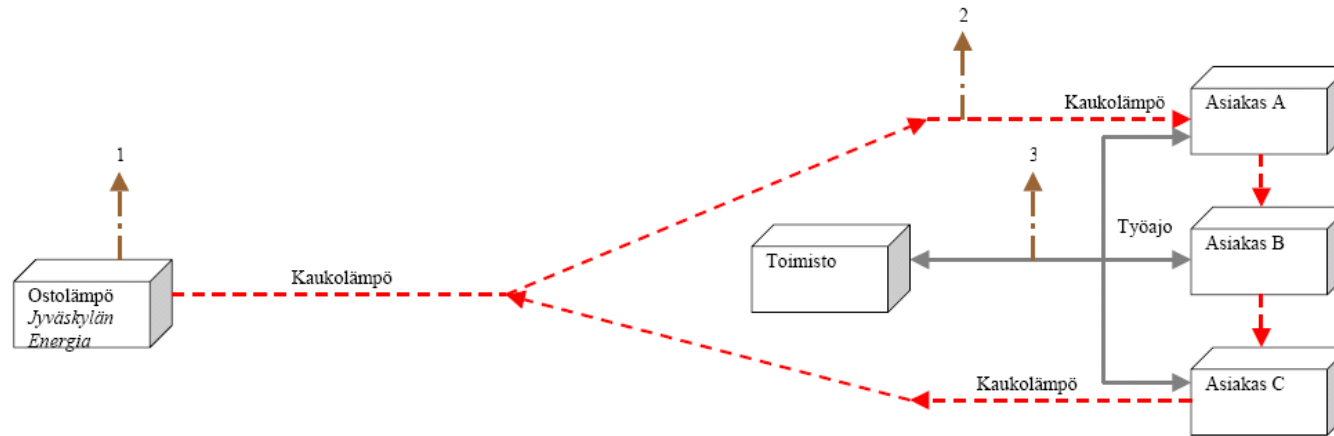 2
Kaukolämpö
Asiakas A
1
3
Työajo
Toimisto
Asiakas B
Kaukolämpö
Ostolämpö
Jyväskylän
Energia
Kaukolämpö
Asiakas C